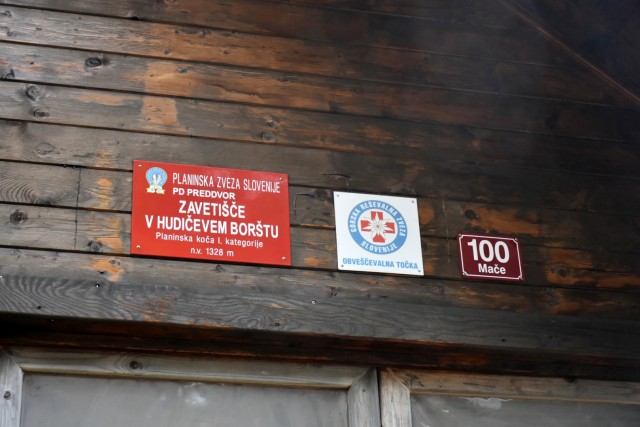 PLANINSKA ZVEZA SLOVENIJE
PD PREDDVOR
ZAVETIŠČE
V HUDIČEVEM BORŠTU
Planinska koča I. kategorije
n.v. 1328 m
GORSKA REŠEVALNA ZVEZA
SLOVENIJE
OBVEŠČEVALNA TOČKA
100
Mače